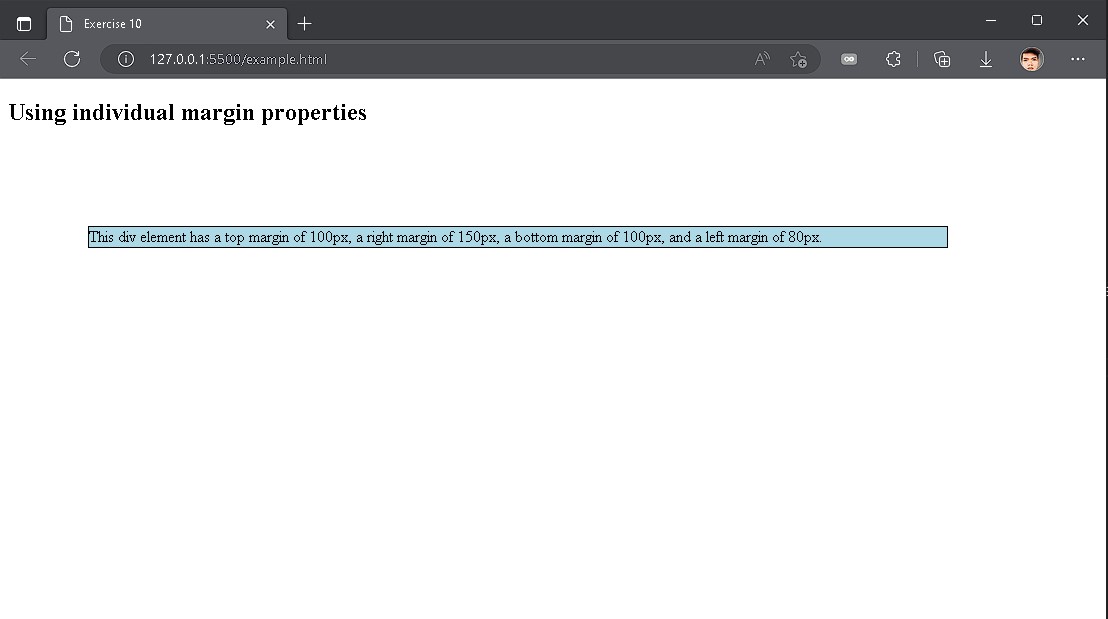 Exercise 10
127.0.0.1:5500/example.html
Using individual margin properties
This div element has a top margin of 100px, a right margin of 150px, a bottom margin of 100px, and a left margin of 80px.